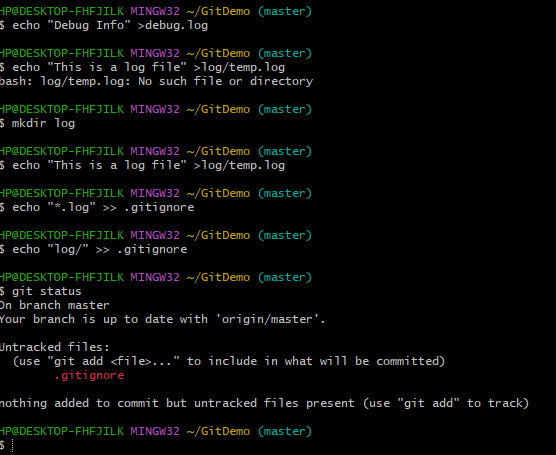 HP@DESKTOP-FHFJILK MINGW32 ~/GitDemo (master)
$ echo "Debug Info" >debug.log
HP@DESKTOP-FHFJILK MINGW32 ~/GitDemo (master)
$ echo "This is a log file" >log/temp.log
bash: log/temp.log: No such file or directory
HP@DESKTOP-FHFJILK MINGW32 ~/GitDemo (master)
$ mkdir log
HP@DESKTOP-FHFJILK MINGW32 ~/GitDemo (master)
$ echo "This is a log file" >log/temp.log
HP@DESKTOP-FHFJILK MINGW32 ~/GitDemo (master)
$ echo "*.log" >> .gitignore
HP@DESKTOP-FHFJILK MINGW32 ~/GitDemo (master)
$ echo "log/" >> .gitignore
HP@DESKTOP-FHFJILK MINGW32 ~/GitDemo (master)
$ git status
On branch master
Your branch is up to date with 'origin/master'.
Untracked files:
(use "git add <file>..." to include in what will be committed)
.gitignore
nothing added to commit but untracked files present (use "git add" to track)
HP@DESKTOP-FHFJILK MINGW32 ~/GitDemo (master)
$